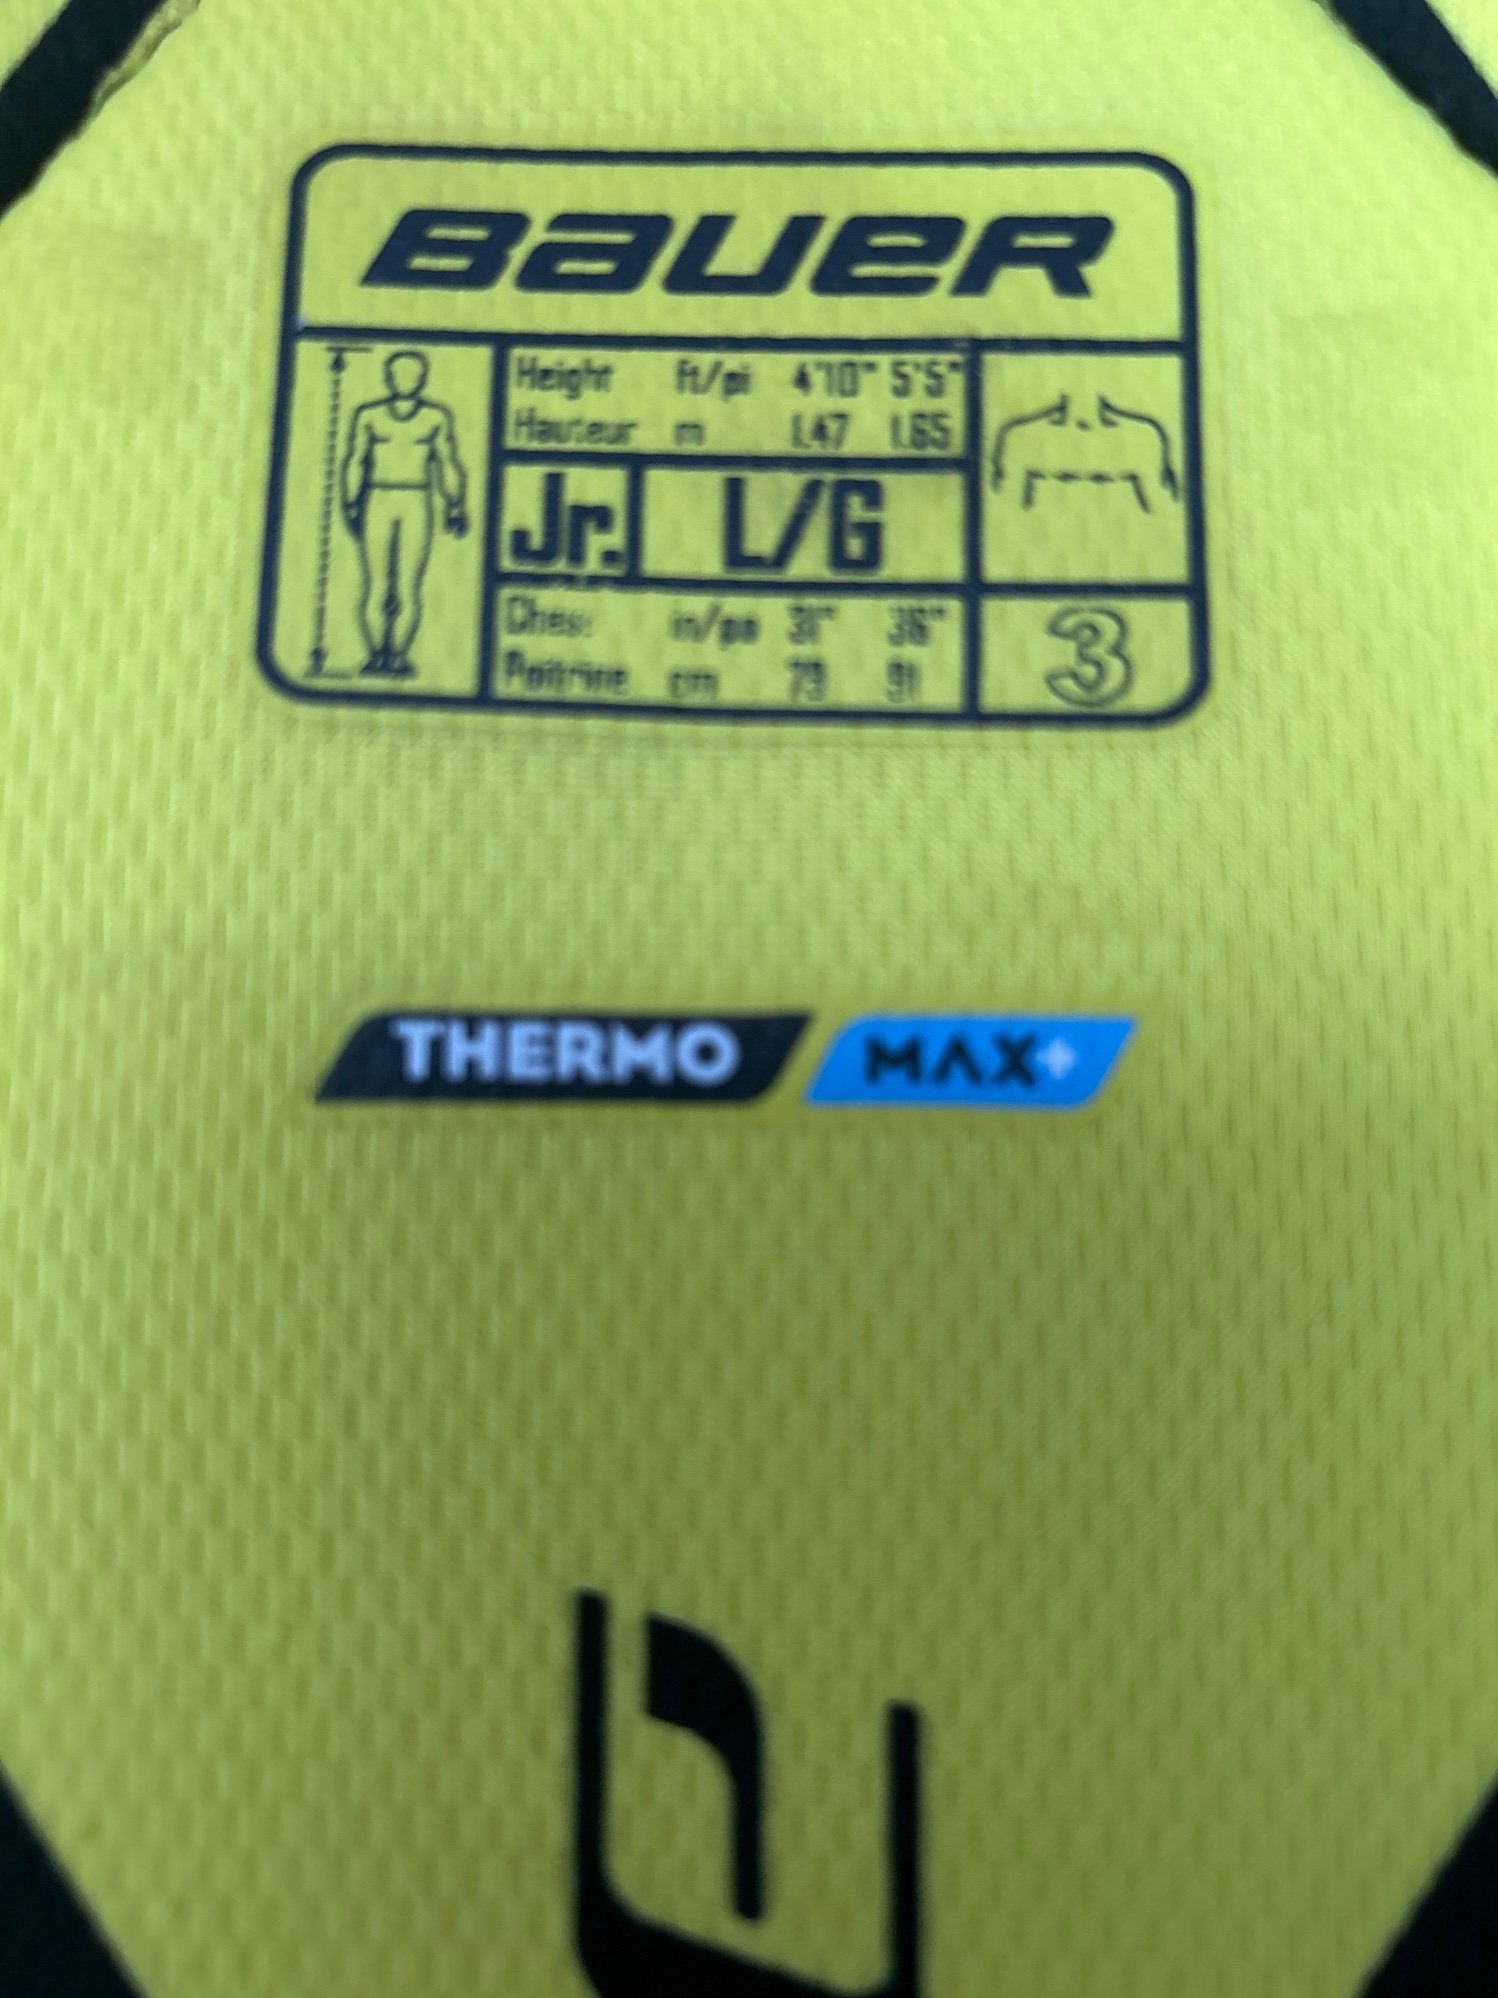 BAUER
Height ft/pi 4'10" 5'5"
Hauteur m 1.47 1.65
Jr. L/G
Chest in/po 31" 36"
Poitrine cm 79 91
3
THERMO MAX+